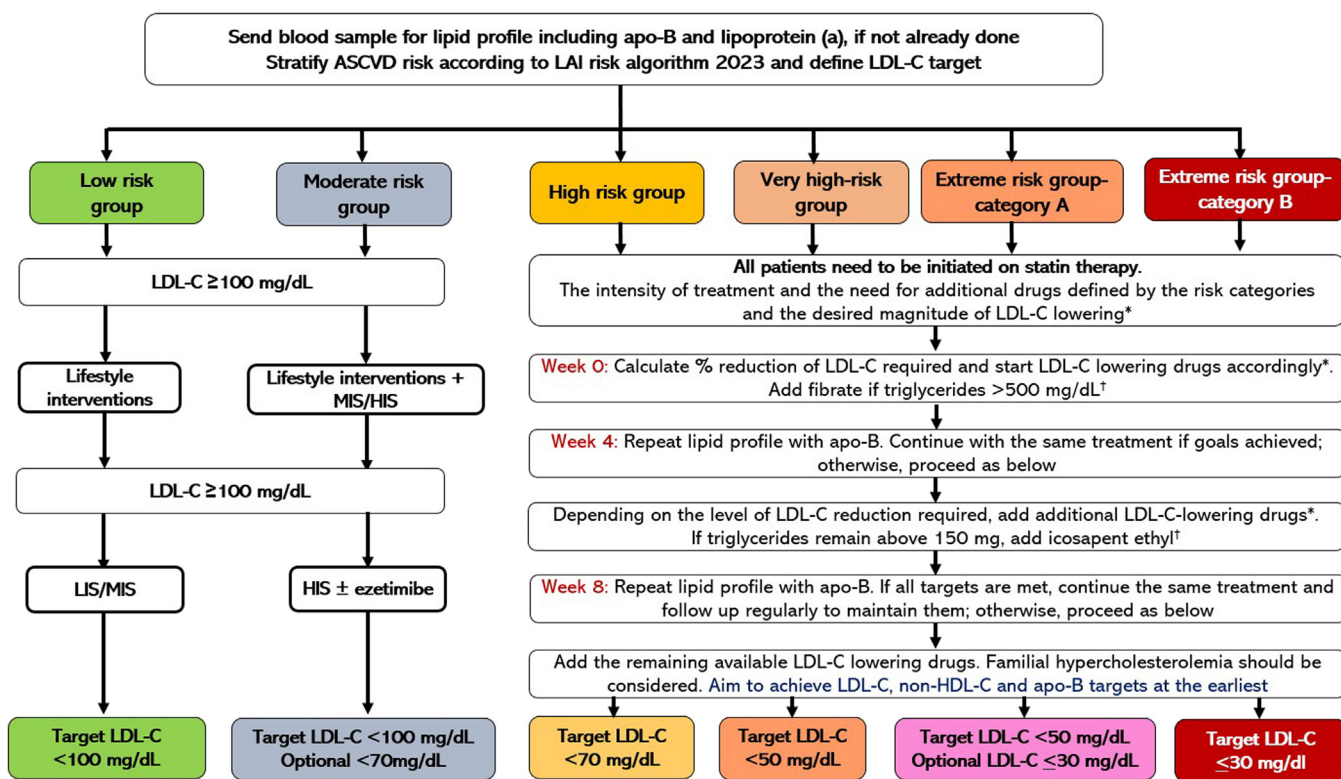 Send blood sample for lipid profile including apo-B and lipoprotein (a), if not already done
Stratify ASCVD risk according to LAI risk algorithm 2023 and define LDL-C target
Low risk
group
Moderate risk
group
High risk group
Very high-risk
group
Extreme risk group-
category A
Extreme risk group-
category B
LDL-C ≥100 mg/dL
Lifestyle
interventions
Lifestyle interventions +
MIS/HIS
LDL-C ≥100 mg/dL
LIS/MIS
HIS ± ezetimibe
All patients need to be initiated on statin therapy.
The intensity of treatment and the need for additional drugs defined by the risk categories
and the desired magnitude of LDL-C lowering*
Week 0: Calculate % reduction of LDL-C required and start LDL-C lowering drugs accordingly*.
Add fibrate if triglycerides >500 mg/dL†
Week 4: Repeat lipid profile with apo-B. Continue with the same treatment if goals achieved;
otherwise, proceed as below
Depending on the level of LDL-C reduction required, add additional LDL-C-lowering drugs*.
If triglycerides remain above 150 mg, add icosapent ethyl†
Week 8: Repeat lipid profile with apo-B. If all targets are met, continue the same treatment and
follow up regularly to maintain them; otherwise, proceed as below
Add the remaining available LDL-C lowering drugs. Familial hypercholesterolemia should be
considered. Aim to achieve LDL-C, non-HDL-C and apo-B targets at the earliest
Target LDL-C
<100 mg/dL
Target LDL-C <100 mg/dL
Optional <70mg/dL
Target LDL-C
<70 mg/dL
Target LDL-C
<50 mg/dL
Target LDL-C <50 mg/dL
Optional LDL-C ≤30 mg/dL
Target LDL-C
≤30 mg/dl